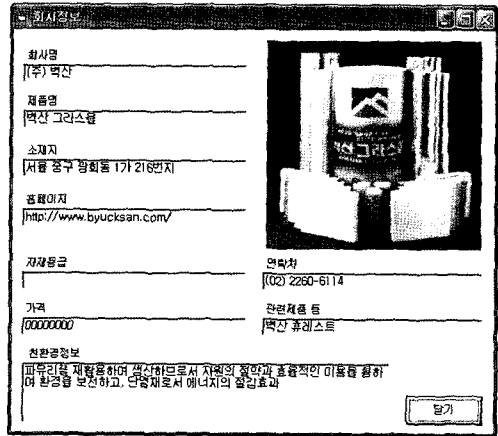 회사정보
회사명
(주) 벽산
제품명
벽산 그라스울
소재지
서울 중구 광희동 1가 216번지
홈페이지
http://www.byucksan.com/
자재등급
연락처
(02) 2260-6114
가격
00000000
관련제품 등
벽산 휴레스트
친환경정보
파유리를 재활용하여 생산하므로서 자원의 절약과 효율적인 이용을 통하
여 환경을 보전하고, 단열재로서 에너지의 절감효과
닫기